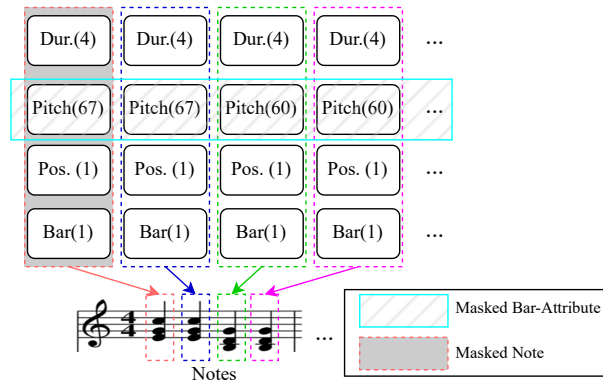 Dur.(4) Dur.(4) Dur.(4) Dur.(4) ...
Pitch(67) Pitch(67) Pitch(60) Pitch(60) ...
Pos. (1) Pos. (1) Pos. (1) Pos. (1) ...
Bar(1) Bar(1) Bar(1) Bar(1) ...
4
4
...
Notes
Masked Bar-Attribute
Masked Note